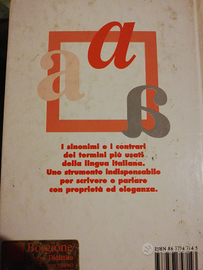 a
a
a
I sinonimi e i contrari
dei termini più usati
della lingua italiana.
Uno strumento indispensabile
per scrivere e parlare
con proprietà ed eleganza.
ISBN